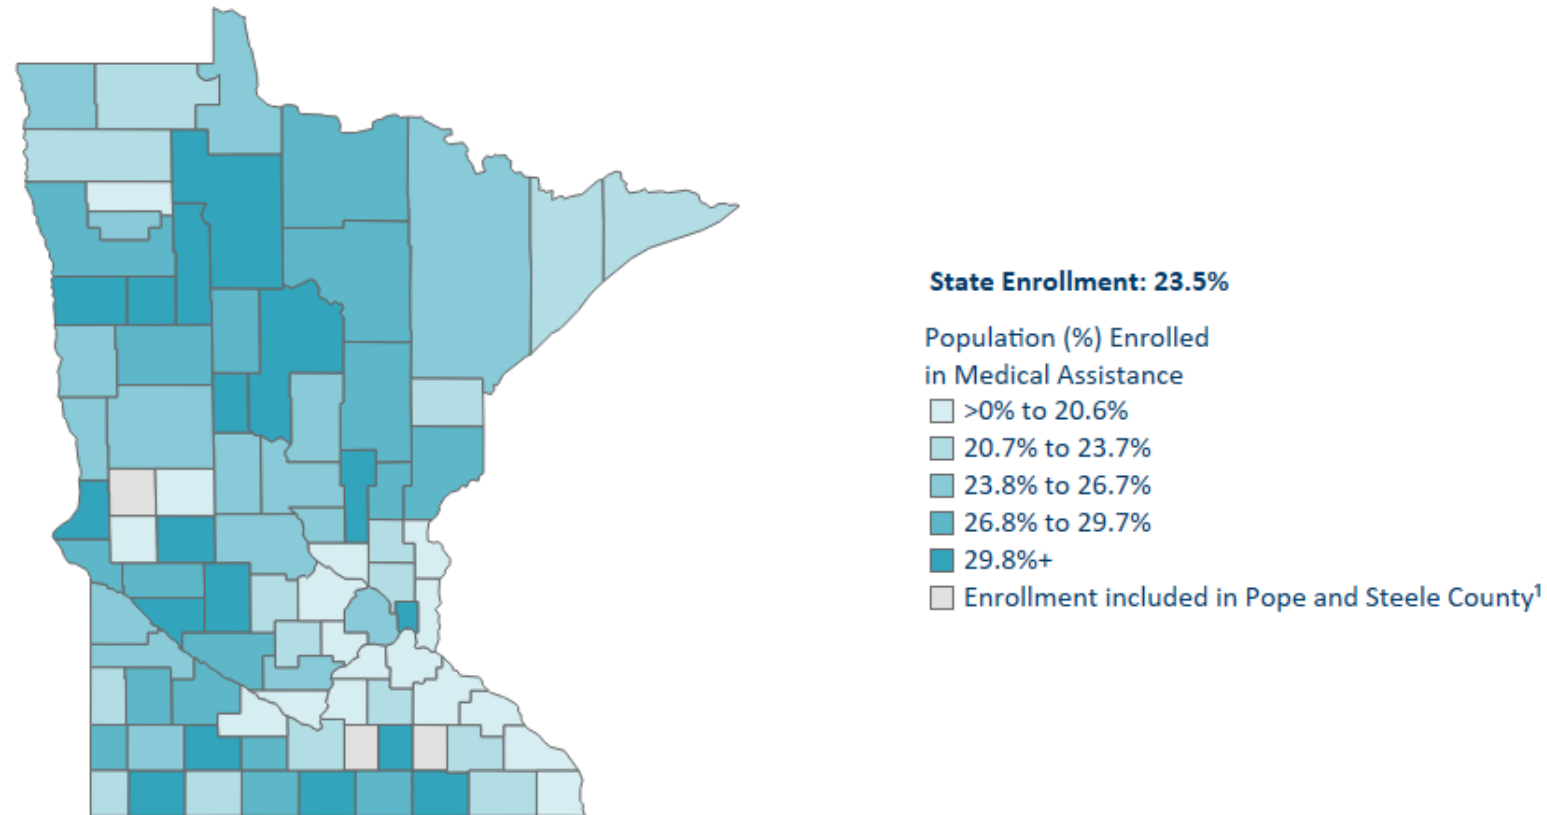 State Enrollment: 23.5%
Population (%) Enrolled
in Medical Assistance
>0% to 20.6%
20.7% to 23.7%
23.8% to 26.7%
26.8% to 29.7%
29.8%+
Enrollment included in Pope and Steele County¹